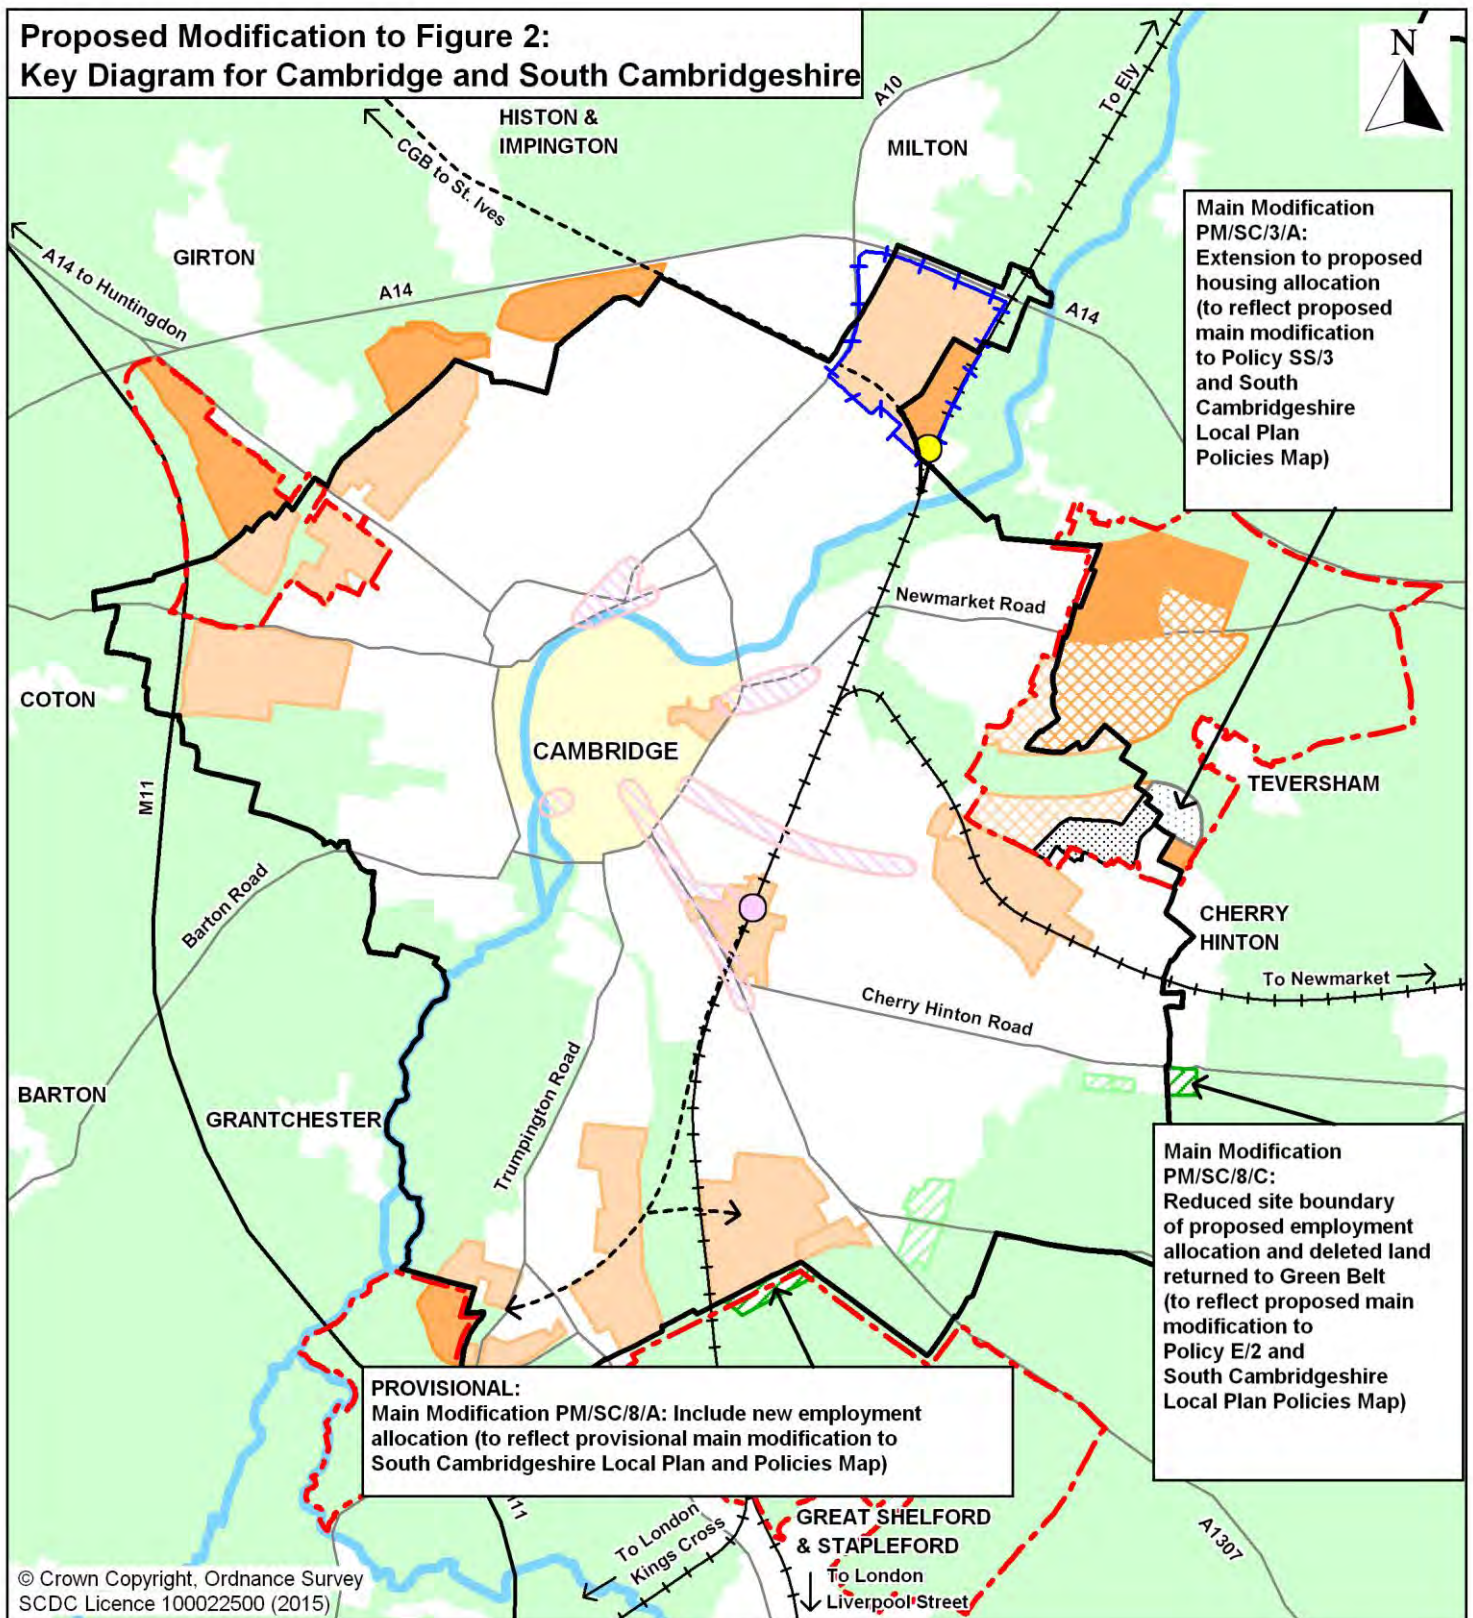 Proposed Modification to Figure 2:
Key Diagram for Cambridge and South Cambridgeshire
N
HISTON &
IMPINGTON
A10
MILTON
To Ely
CGB to St. Ives
GIRTON
A14 to Huntingdon
A14
A14
Main Modification
PM/SC/3/A:
Extension to proposed
housing allocation
(to reflect proposed
main modification
to Policy SS/3
and South
Cambridgeshire
Local Plan
Policies Map)
Newmarket Road
COTON
CAMBRIDGE
M11
TEVERSHAM
Barton Road
CHERRY
HINTON
To Newmarket
Cherry Hinton Road
BARTON
GRANTCHESTER
Trumpington Road
Main Modification
PM/SC/8/C:
Reduced site boundary
of proposed employment
allocation and deleted land
returned to Green Belt
(to reflect proposed main
modification to
Policy E/2 and
South Cambridgeshire
Local Plan Policies Map)
PROVISIONAL:
Main Modification PM/SC/8/A: Include new employment
allocation (to reflect provisional main modification to
South Cambridgeshire Local Plan and Policies Map)
GREAT SHELFORD
& STAPLEFORD
To London
Kings Cross
To London
Liverpool Street
A1307
© Crown Copyright, Ordnance Survey
SCDC Licence 100022500 (2015)